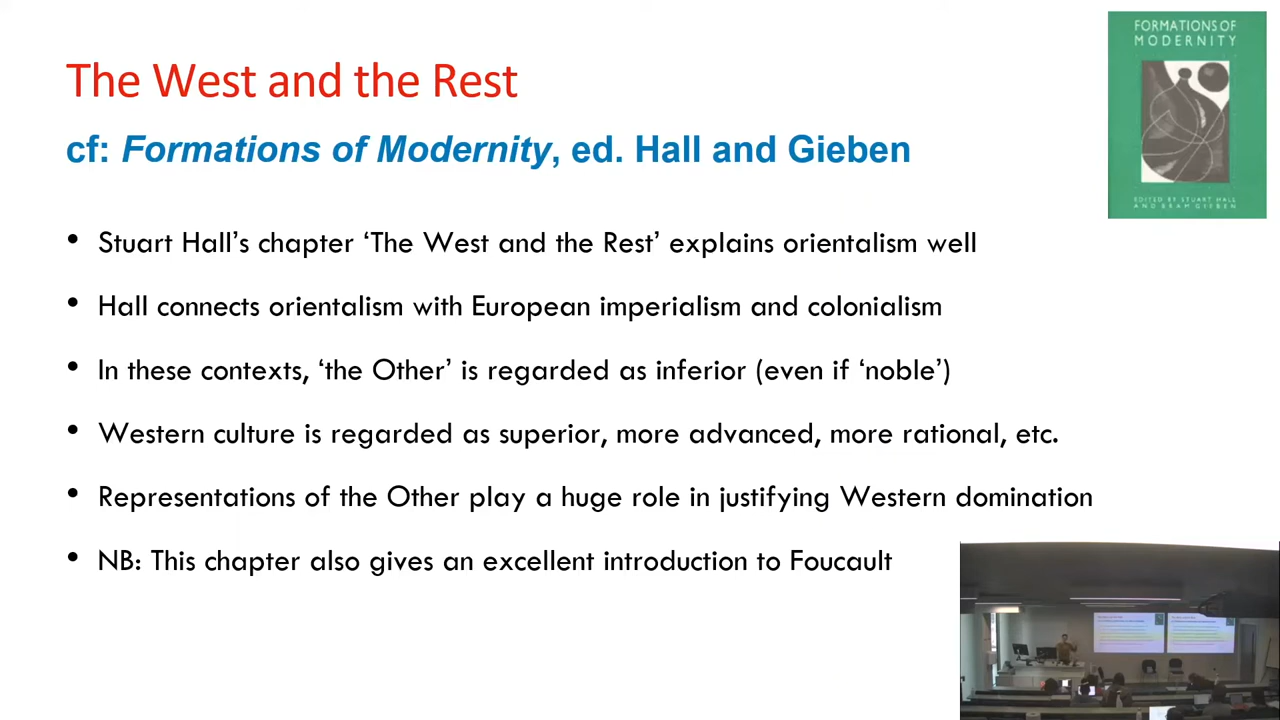 FORMATIONS OF
MODERNITY
EDITED BY STUART HALL
AND BRAM GIEBEN
The West and the Rest
cf: Formations of Modernity, ed. Hall and Gieben
• Stuart Hall’s chapter ‘The West and the Rest’ explains orientalism well
• Hall connects orientalism with European imperialism and colonialism
• In these contexts, ‘the Other’ is regarded as inferior (even if ‘noble’)
• Western culture is regarded as superior, more advanced, more rational, etc.
• Representations of the Other play a huge role in justifying Western domination
• NB: This chapter also gives an excellent introduction to Foucault